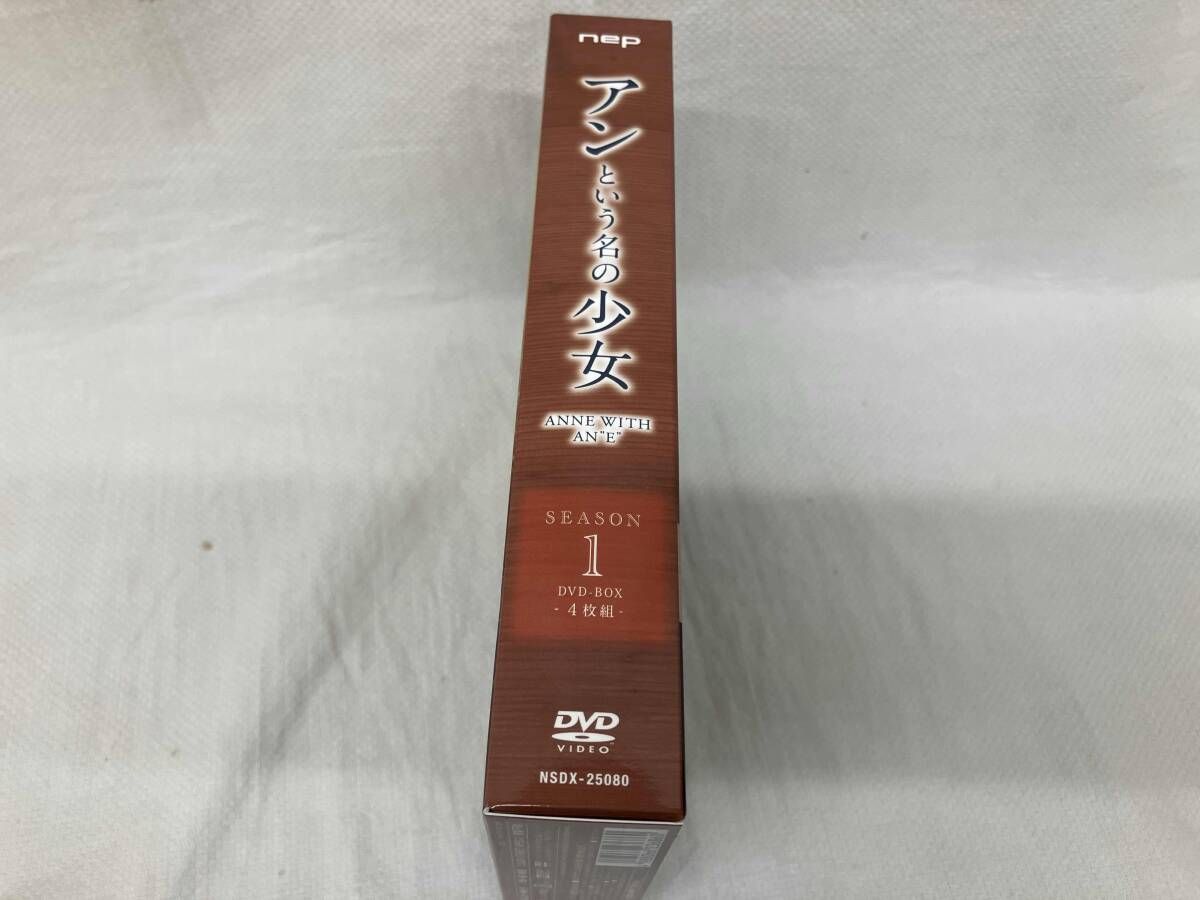 nep
アンという名の少女
ANNE WITH
AN"E"
SEASON
1
DVD-BOX
- 4枚組 -
DVD
VIDEO
NSDX-25080